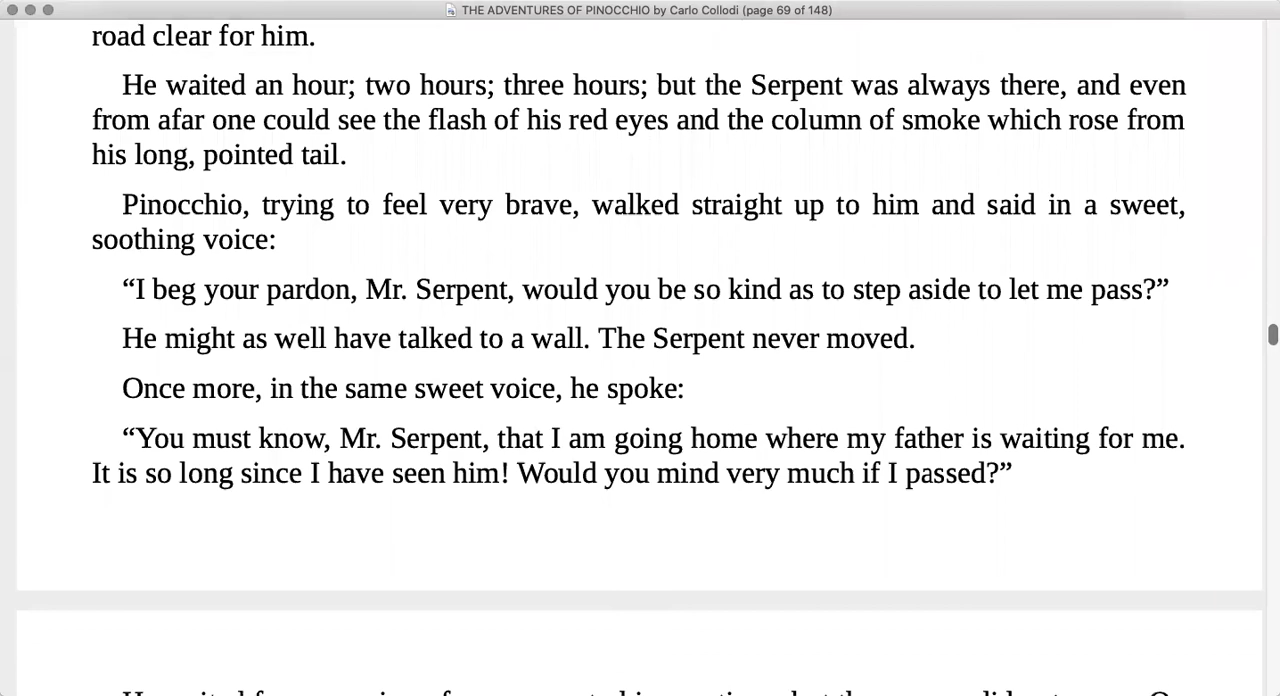 THE ADVENTURES OF PINOCCHIO by Carlo Collodi (page 69 of 148)
road clear for him.
He waited an hour; two hours; three hours; but the Serpent was always there, and even
from afar one could see the flash of his red eyes and the column of smoke which rose from
his long, pointed tail.
Pinocchio, trying to feel very brave, walked straight up to him and said in a sweet,
soothing voice:
“I beg your pardon, Mr. Serpent, would you be so kind as to step aside to let me pass?”
He might as well have talked to a wall. The Serpent never moved.
Once more, in the same sweet voice, he spoke:
“You must know, Mr. Serpent, that I am going home where my father is waiting for me.
It is so long since I have seen him! Would you mind very much if I passed?”